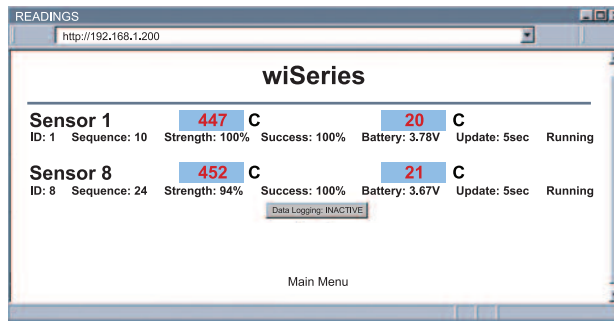 READINGS
http://192.168.1.200
wiSeries
Sensor 1 447 C 20 C
ID: 1 Sequence: 10 Strength: 100% Success: 100% Battery: 3.78V Update: 5sec Running
Sensor 8 452 C 21 C
ID: 8 Sequence: 24 Strength: 94% Success: 100% Battery: 3.67V Update: 5sec Running
Data Logging: INACTIVE
Main Menu